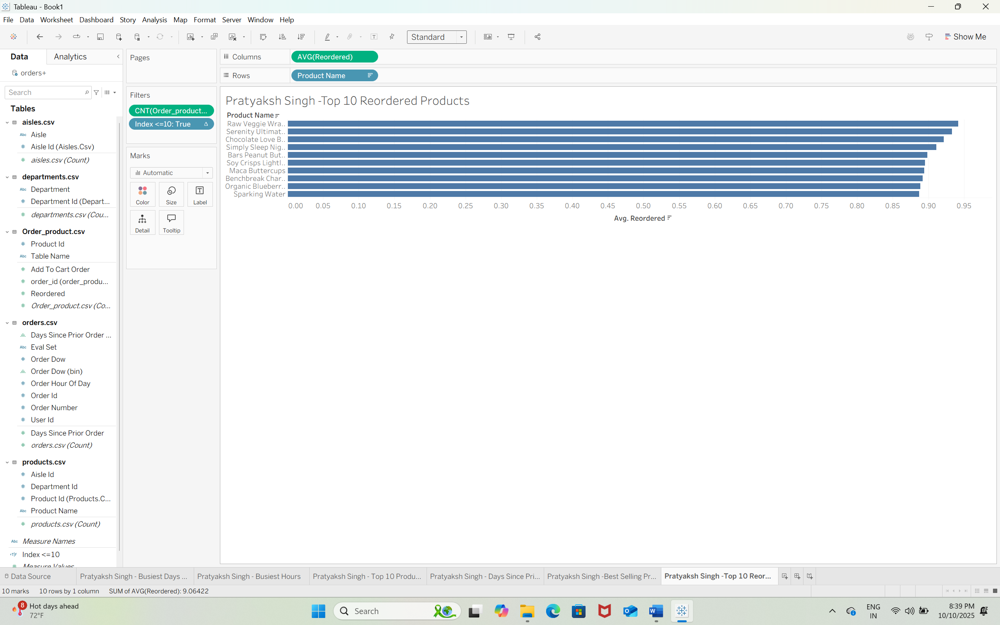 Tableau - Book1
File Data Worksheet Dashboard Story Analysis Map Format Server Window Help
Standard
Show Me
Data Analytics
orders+
Search
Tables
aisles.csv
Abc Aisle
# Aisle Id (Aisles.Csv)
# aisles.csv (Count)
departments.csv
Abc Department
# Department Id (Depart...
# departments.csv (Cou...
Order_product.csv
# Product Id
Abc Table Name
# Add To Cart Order
# order_id (order_produ...
# Reordered
# Order_product.csv (Co...
orders.csv
Days Since Prior Order ...
Abc Eval Set
# Order Dow
Order Dow (bin)
# Order Hour Of Day
# Order Id
# Order Number
# User Id
# Days Since Prior Order
# orders.csv (Count)
products.csv
# Aisle Id
# Department Id
# Product Id (Products.C...
Abc Product Name
# products.csv (Count)
Abc Measure Names
=T|F Index <=10
# Measure Values
Pages
Filters
CNT(Order_product...
Index <=10: True
Marks
Automatic
Color Size Label
Detail Tooltip
Columns AVG(Reordered)
Rows Product Name
Pratyaksh Singh -Top 10 Reordered Products
Product Name
Raw Veggie Wra..
Serenity Ultimat..
Chocolate Love B..
Simply Sleep Nig..
Bars Peanut But..
Soy Crisps Lightl..
Maca Buttercups
Benchbreak Char..
Organic Blueberr..
Sparking Water
0.00 0.05 0.10 0.15 0.20 0.25 0.30 0.35 0.40 0.45 0.50 0.55 0.60 0.65 0.70 0.75 0.80 0.85 0.90 0.95
Avg. Reordered
Data Source Pratyaksh Singh - Busiest Days ... Pratyaksh Singh - Busiest Hours Pratyaksh Singh - Top 10 Produ... Pratyaksh Singh - Days Since Pri... Pratyaksh Singh -Best Selling Pr... Pratyaksh Singh -Top 10 Reor...
10 marks 10 rows by 1 column SUM of AVG(Reordered): 9.06422
8 Hot days ahead
72°F
Search
ENG
IN
8:39 PM
10/10/2025